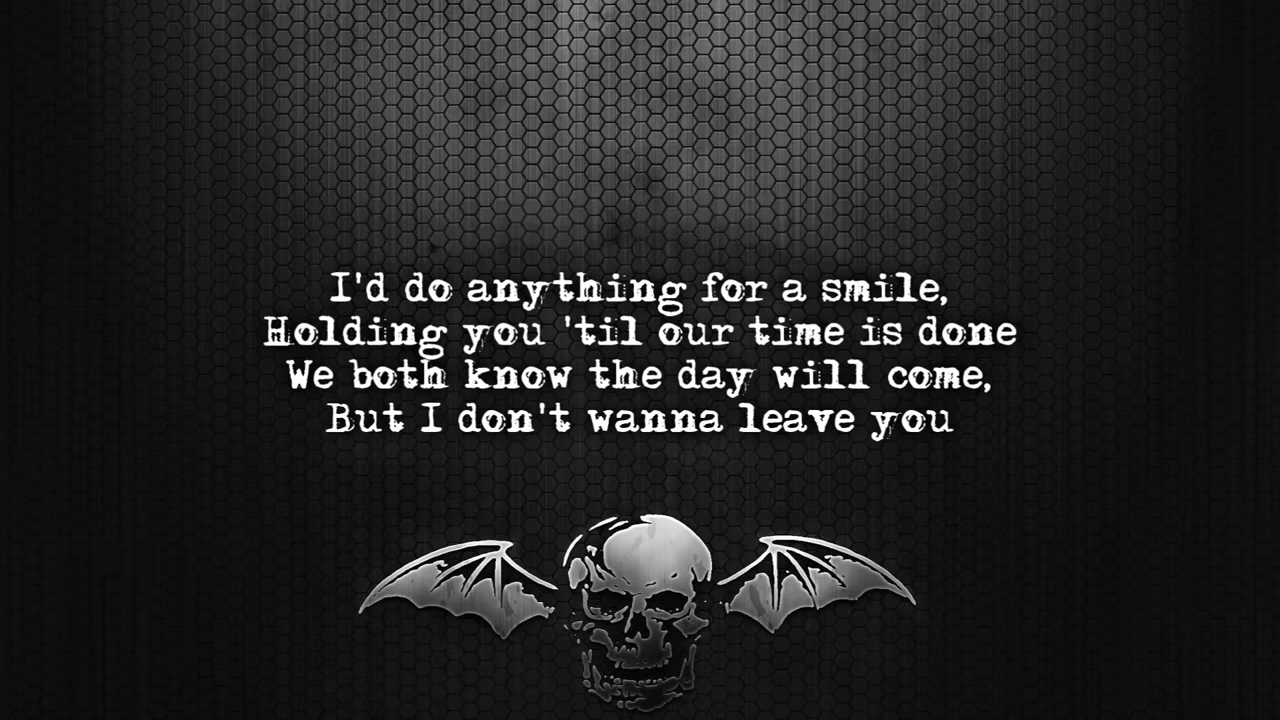 I'd do anything for a smile,
Holding you 'til our time is done
We both know the day will come,
But I don't wanna leave you